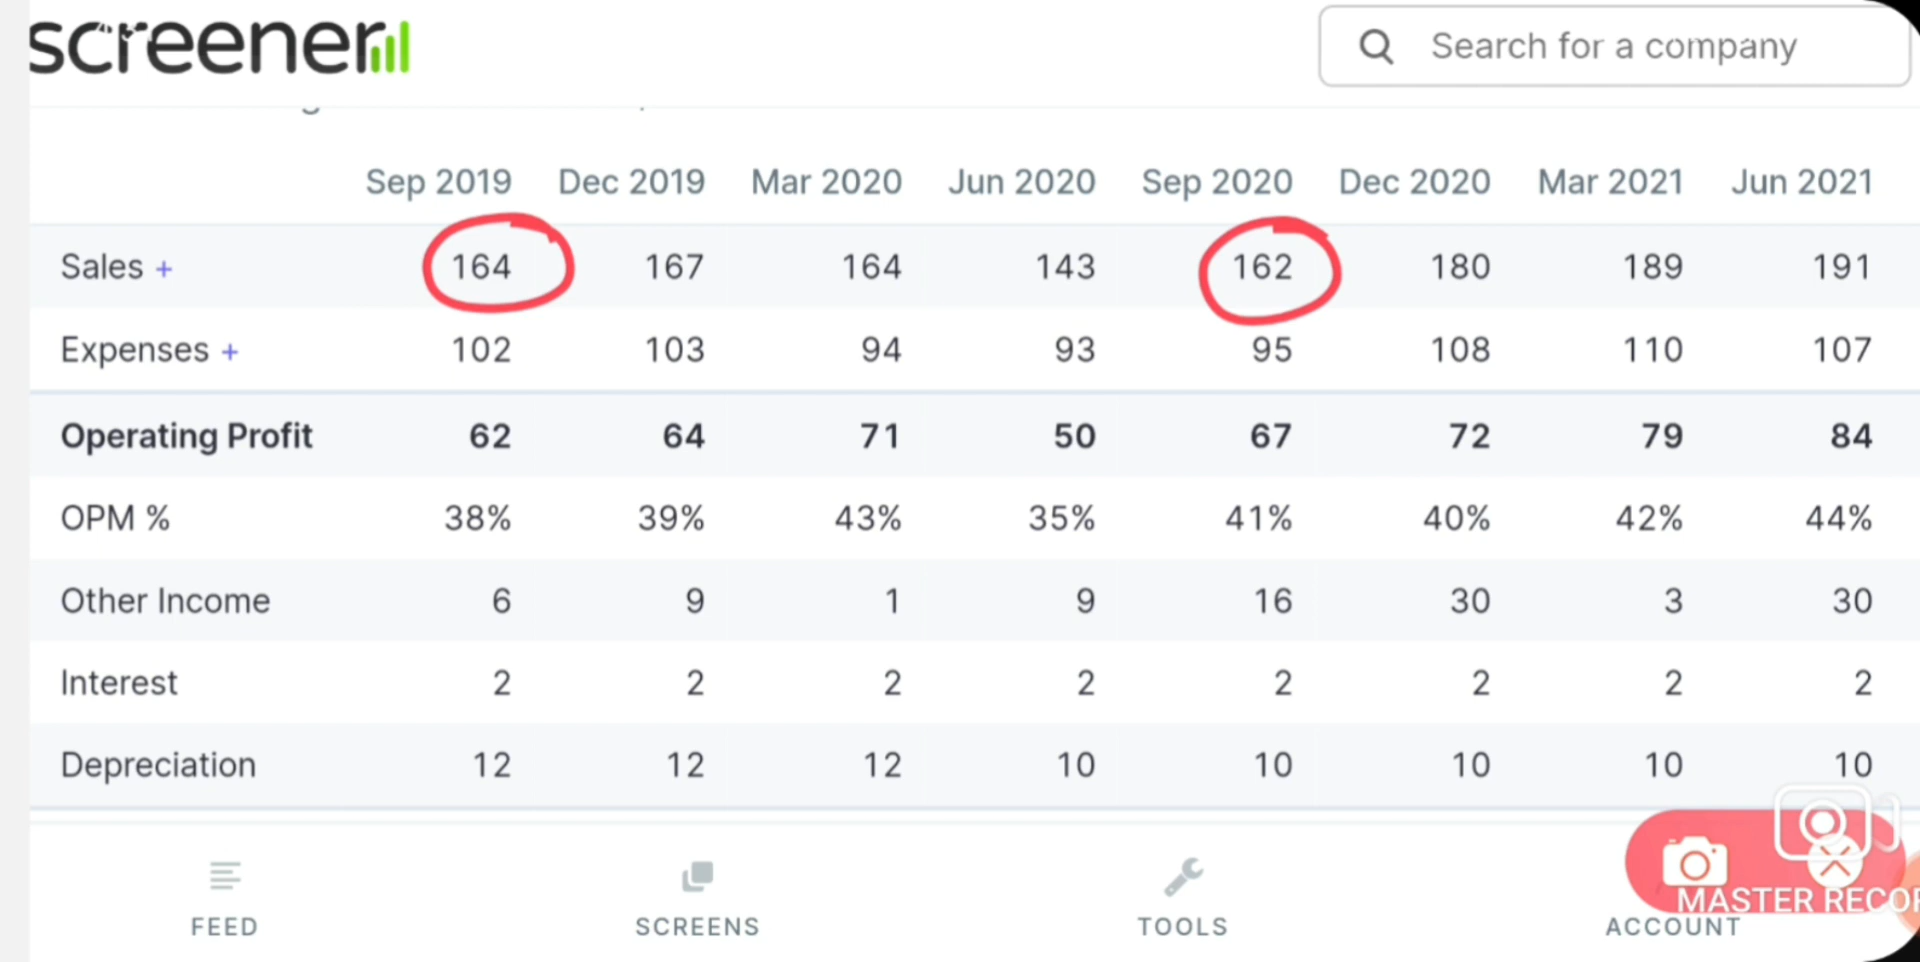 screener
Search for a company
Sep 2019 Dec 2019 Mar 2020 Jun 2020 Sep 2020 Dec 2020 Mar 2021 Jun 2021
Sales + 164 167 164 143 162 180 189 191
Expenses + 102 103 94 93 95 108 110 107
Operating Profit 62 64 71 50 67 72 79 84
OPM % 38% 39% 43% 35% 41% 40% 42% 44%
Other Income 6 9 1 9 16 30 3 30
Interest 2 2 2 2 2 2 2 2
Depreciation 12 12 12 10 10 10 10 10
MASTER RECOR
FEED SCREENS TOOLS ACCOUNT